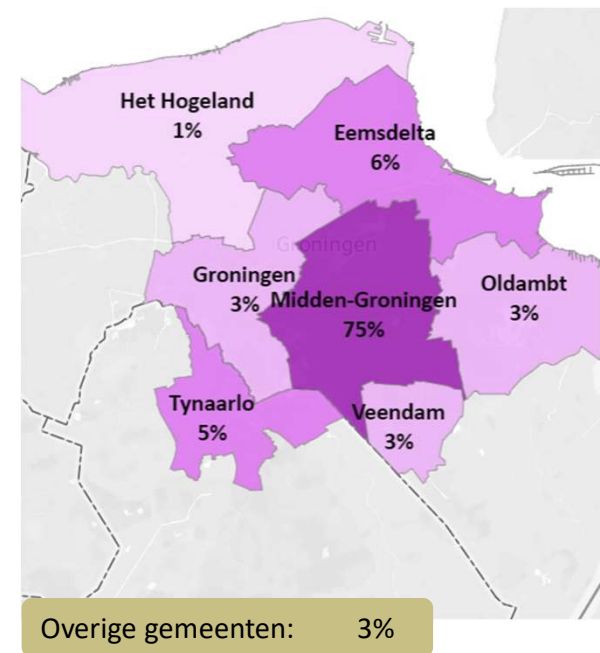 Het Hogeland
1%
Eemsdelta
6%
Groningen
Groningen
3%
Midden-Groningen
75%
Oldambt
3%
Tynaarlo
5%
Veendam
3%
Overige gemeenten: 3%